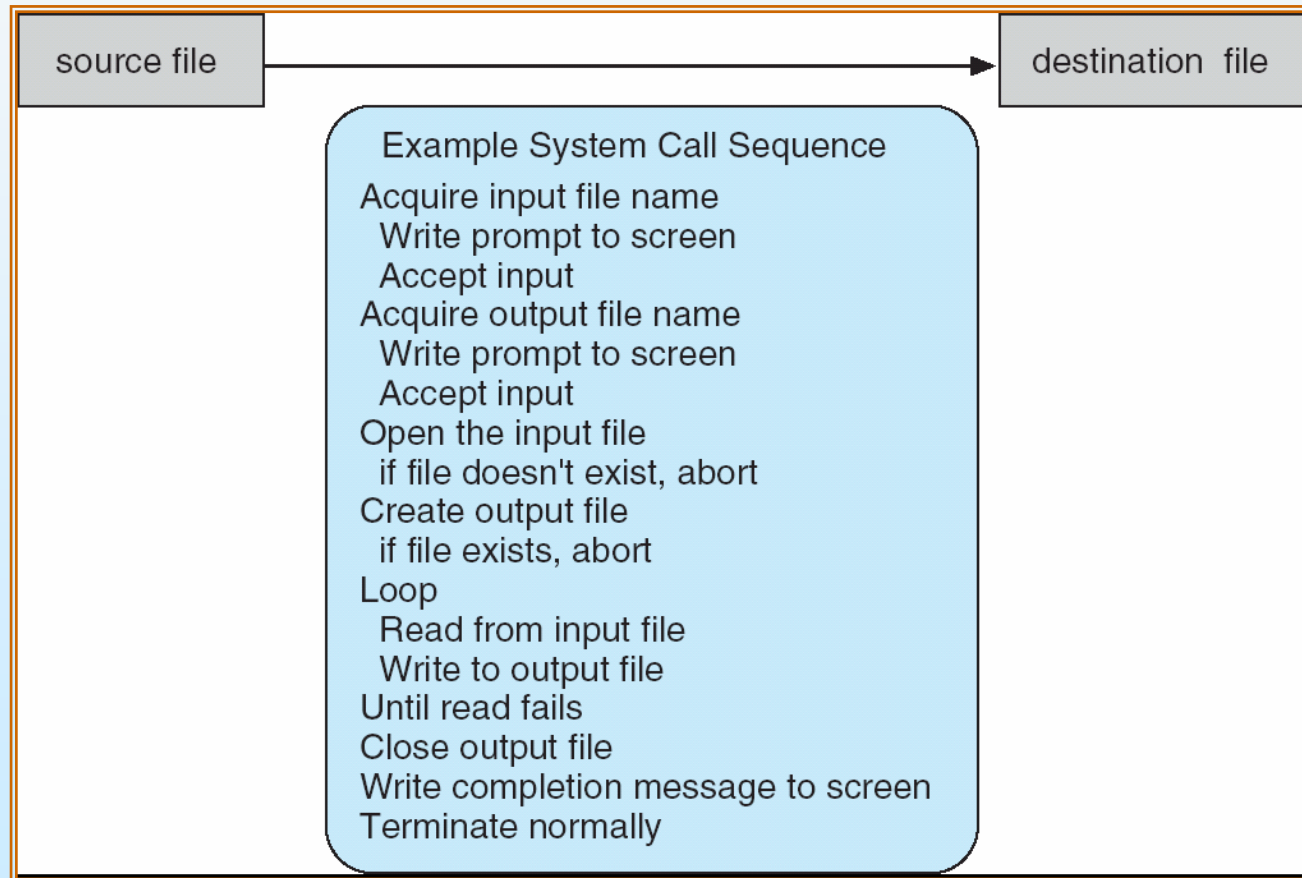 source file
destination file
Example System Call Sequence
Acquire input file name
Write prompt to screen
Accept input
Acquire output file name
Write prompt to screen
Accept input
Open the input file
if file doesn't exist, abort
Create output file
if file exists, abort
Loop
Read from input file
Write to output file
Until read fails
Close output file
Write completion message to screen
Terminate normally